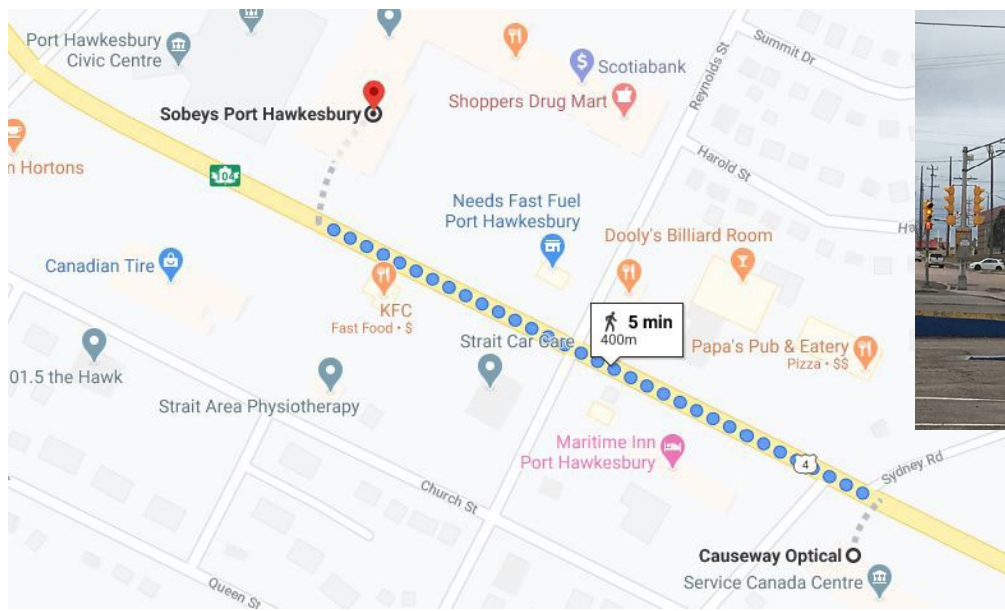 Port Hawkesbury
Civic Centre
Summit Dr
Scotiabank
Reynolds St
Sobeys Port Hawkesbury
Shoppers Drug Mart
n Hortons
104
Harold St
Needs Fast Fuel
Port Hawkesbury
Ha
Dooly's Billiard Room
Canadian Tire
KFC
Fast Food • $
5 min
400m
Strait Car Care
Papa's Pub & Eatery
Pizza • $$
01.5 the Hawk
Strait Area Physiotherapy
Maritime Inn
Port Hawkesbury
4
Sydney Rd
Church St
Causeway Optical
Service Canada Centre
Queen St